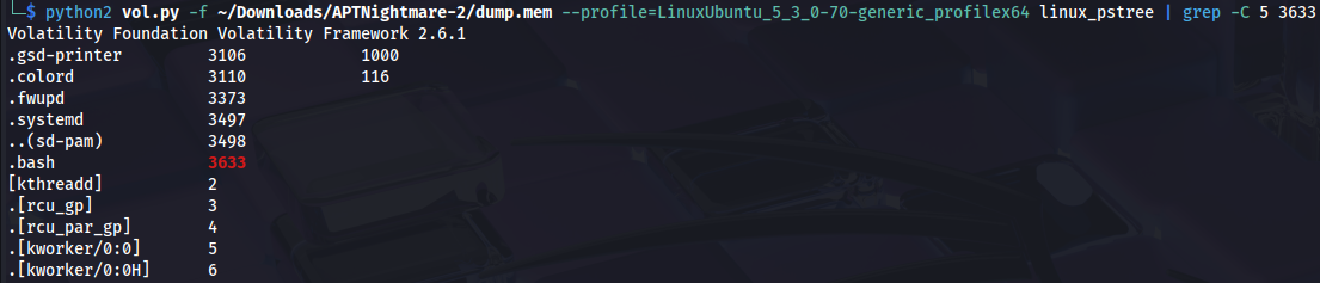 └─$ python2 vol.py -f ~/Downloads/APTNightmare-2/dump.mem --profile=LinuxUbuntu_5_3_0-70-generic_profilex64 linux_pstree | grep -C 5 3633
Volatility Foundation Volatility Framework 2.6.1
.gsd-printer 3106 1000
.colord 3110 116
.fwupd 3373
.systemd 3497
..(sd-pam) 3498
.bash 3633
[kthreadd] 2
.[rcu_gp] 3
.[rcu_par_gp] 4
.[kworker/0:0] 5
.[kworker/0:0H] 6